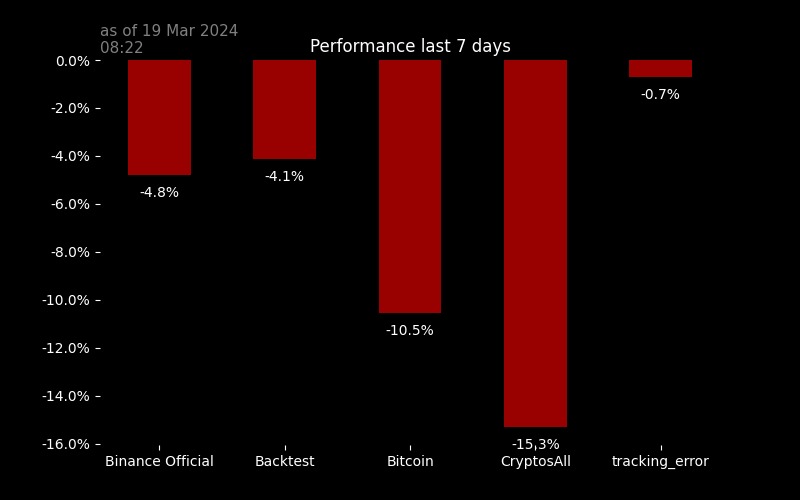 as of 19 Mar 2024
08:22
Performance last 7 days
0.0%
-2.0%
-4.0%
-6.0%
-8.0%
-10.0%
-12.0%
-14.0%
-16.0%
-4.8%
-4.1%
-10.5%
-15.3%
-0.7%
Binance Official
Backtest
Bitcoin
CryptosAll
tracking_error